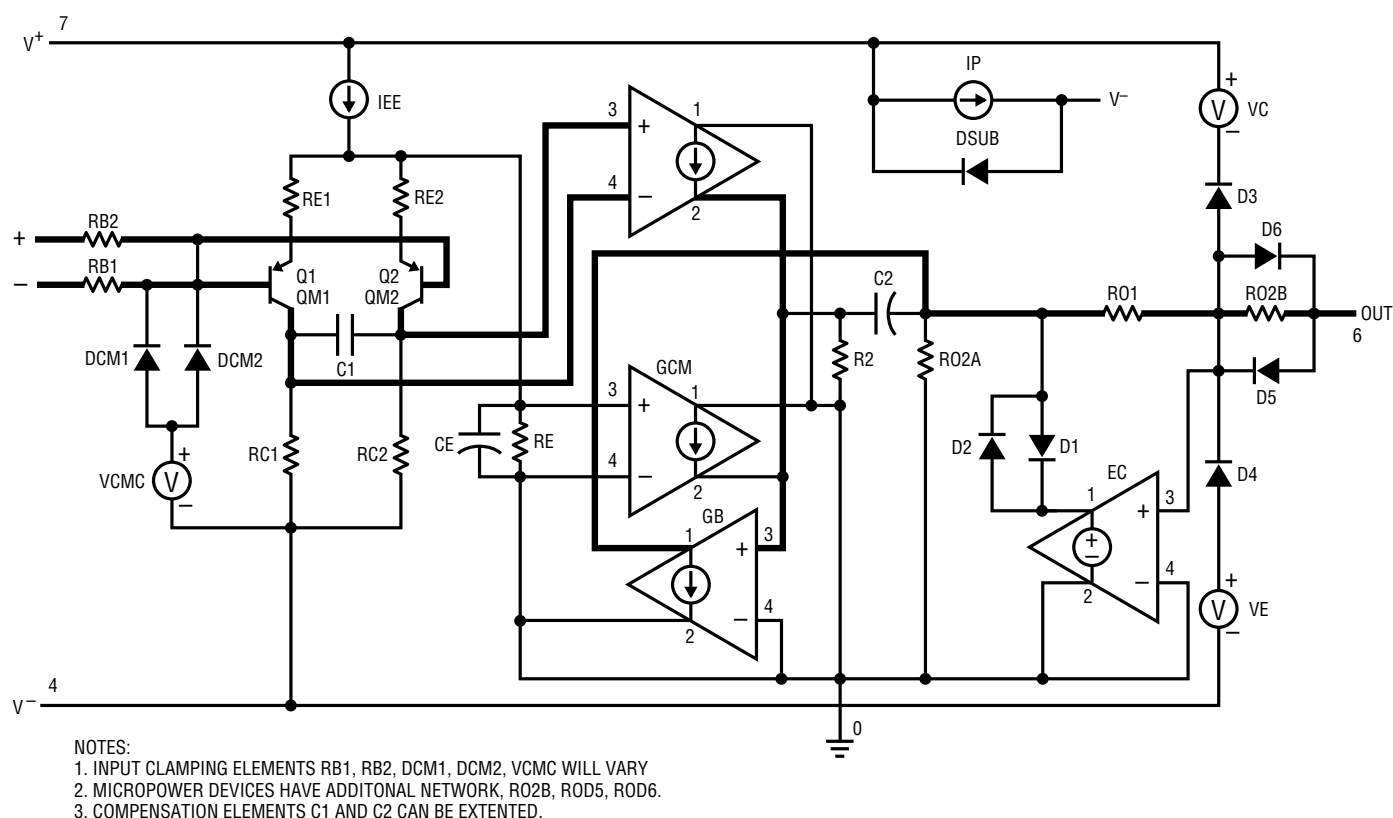 7
V+
IEE
IP
V–
DSUB
+
V
–
VC
3
+
1
4
–
2
RE1
RE2
D3
D6
RB2
+
RB1
–
Q1
QM1
Q2
QM2
C2
RO1
RO2B
OUT
6
DCM1
DCM2
C1
R2
RO2A
D5
GCM
3
+
1
4
–
2
CE
RE
D2
D1
RC1
RC2
VCMC
+
V
–
EC
1
3
+
+
–
4
–
2
D4
GB
1
3
+
4
–
2
+
V
–
VE
4
V–
0
NOTES:
1. INPUT CLAMPING ELEMENTS RB1, RB2, DCM1, DCM2, VCMC WILL VARY
2. MICROPOWER DEVICES HAVE ADDITONAL NETWORK, RO2B, ROD5, ROD6.
3. COMPENSATION ELEMENTS C1 AND C2 CAN BE EXTENTED.